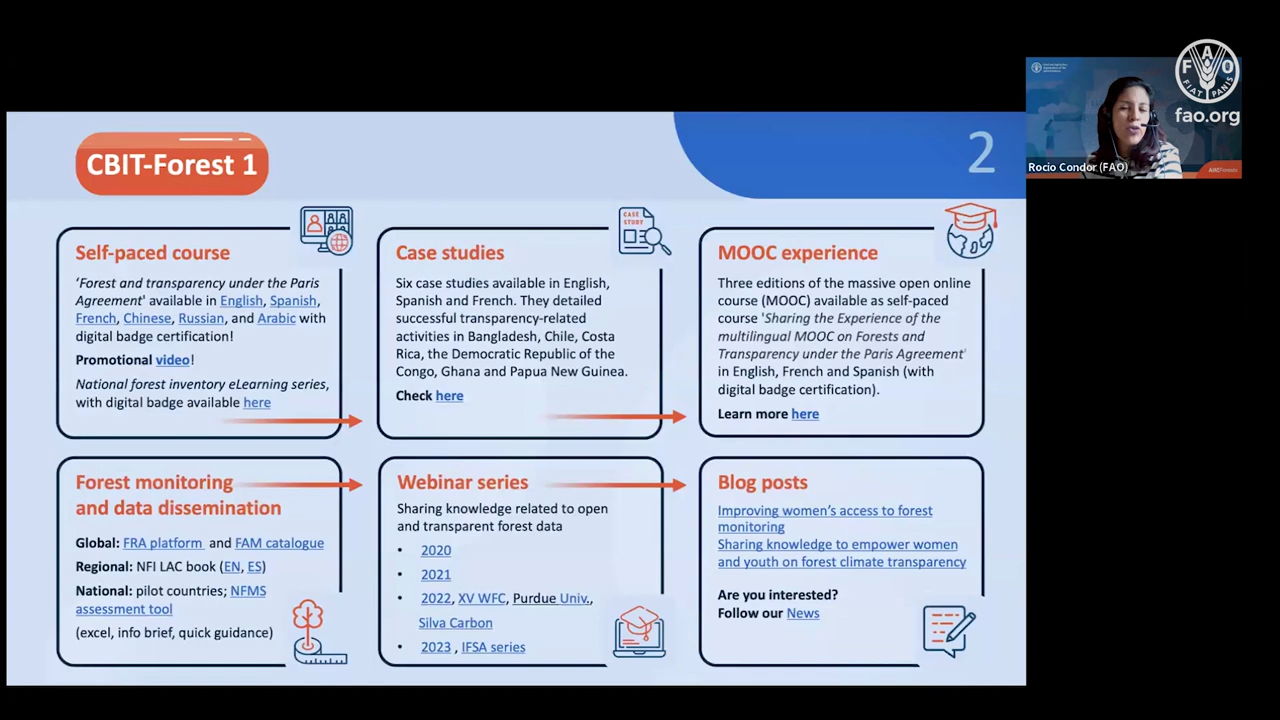 CBIT-Forest 1
2
Self-paced course
‘Forest and transparency under the Paris
Agreement' available in English, Spanish,
French, Chinese, Russian, and Arabic with
digital badge certification!
Promotional video!
National forest inventory eLearning series,
with digital badge available here
CASE
STUDY
Case studies
Six case studies available in English,
Spanish and French. They detailed
successful transparency-related
activities in Bangladesh, Chile, Costa
Rica, the Democratic Republic of the
Congo, Ghana and Papua New Guinea.
Check here
MOOC experience
Three editions of the massive open online
course (MOOC) available as self-paced
course 'Sharing the Experience of the
multilingual MOOC on Forests and
Transparency under the Paris Agreement'
in English, French and Spanish (with
digital badge certification).
Learn more here
Forest monitoring
and data dissemination
Global: FRA platform and FAM catalogue
Regional: NFI LAC book (EN, ES)
National: pilot countries; NFMS
assessment tool
(excel, info brief, quick guidance)
Webinar series
Sharing knowledge related to open
and transparent forest data
• 2020
• 2021
• 2022, XV WFC, Purdue Univ.,
Silva Carbon
• 2023 , IFSA series
Blog posts
Improving women’s access to forest
monitoring
Sharing knowledge to empower women
and youth on forest climate transparency
Are you interested?
Follow our News
F A O
FIAT PANIS
fao.org
Rocio Condor (FAO)